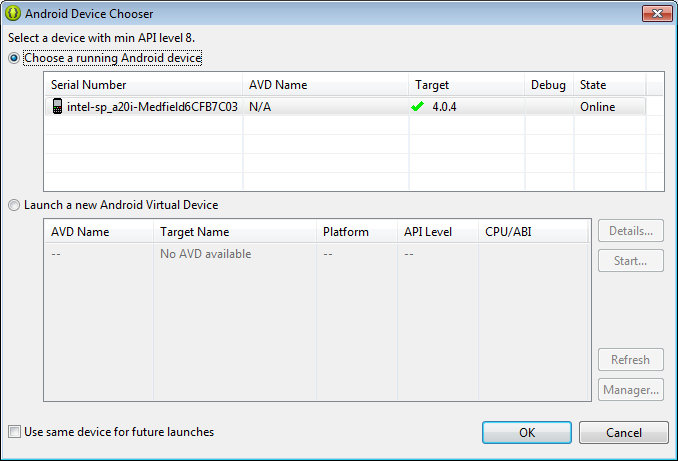 Android Device Chooser
Select a device with min API level 8.
Choose a running Android device
Serial Number AVD Name Target Debug State
intel-sp_a20i-Medfield6CFB7C03 N/A 4.0.4 Online
Launch a new Android Virtual Device
AVD Name Target Name Platform API Level CPU/ABI
-- No AVD available -- --
Details...
Start...
Refresh
Manager...
Use same device for future launches
OK
Cancel